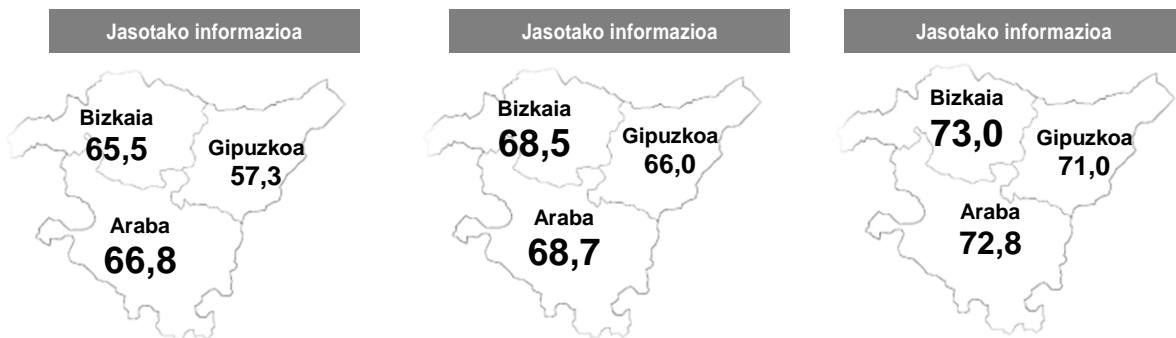 Jasotako informazioa
Bizkaia
65,5
Gipuzkoa
57,3
Araba
66,8
Jasotako informazioa
Bizkaia
68,5
Gipuzkoa
66,0
Araba
68,7
Jasotako informazioa
Bizkaia
73,0
Gipuzkoa
71,0
Araba
72,8